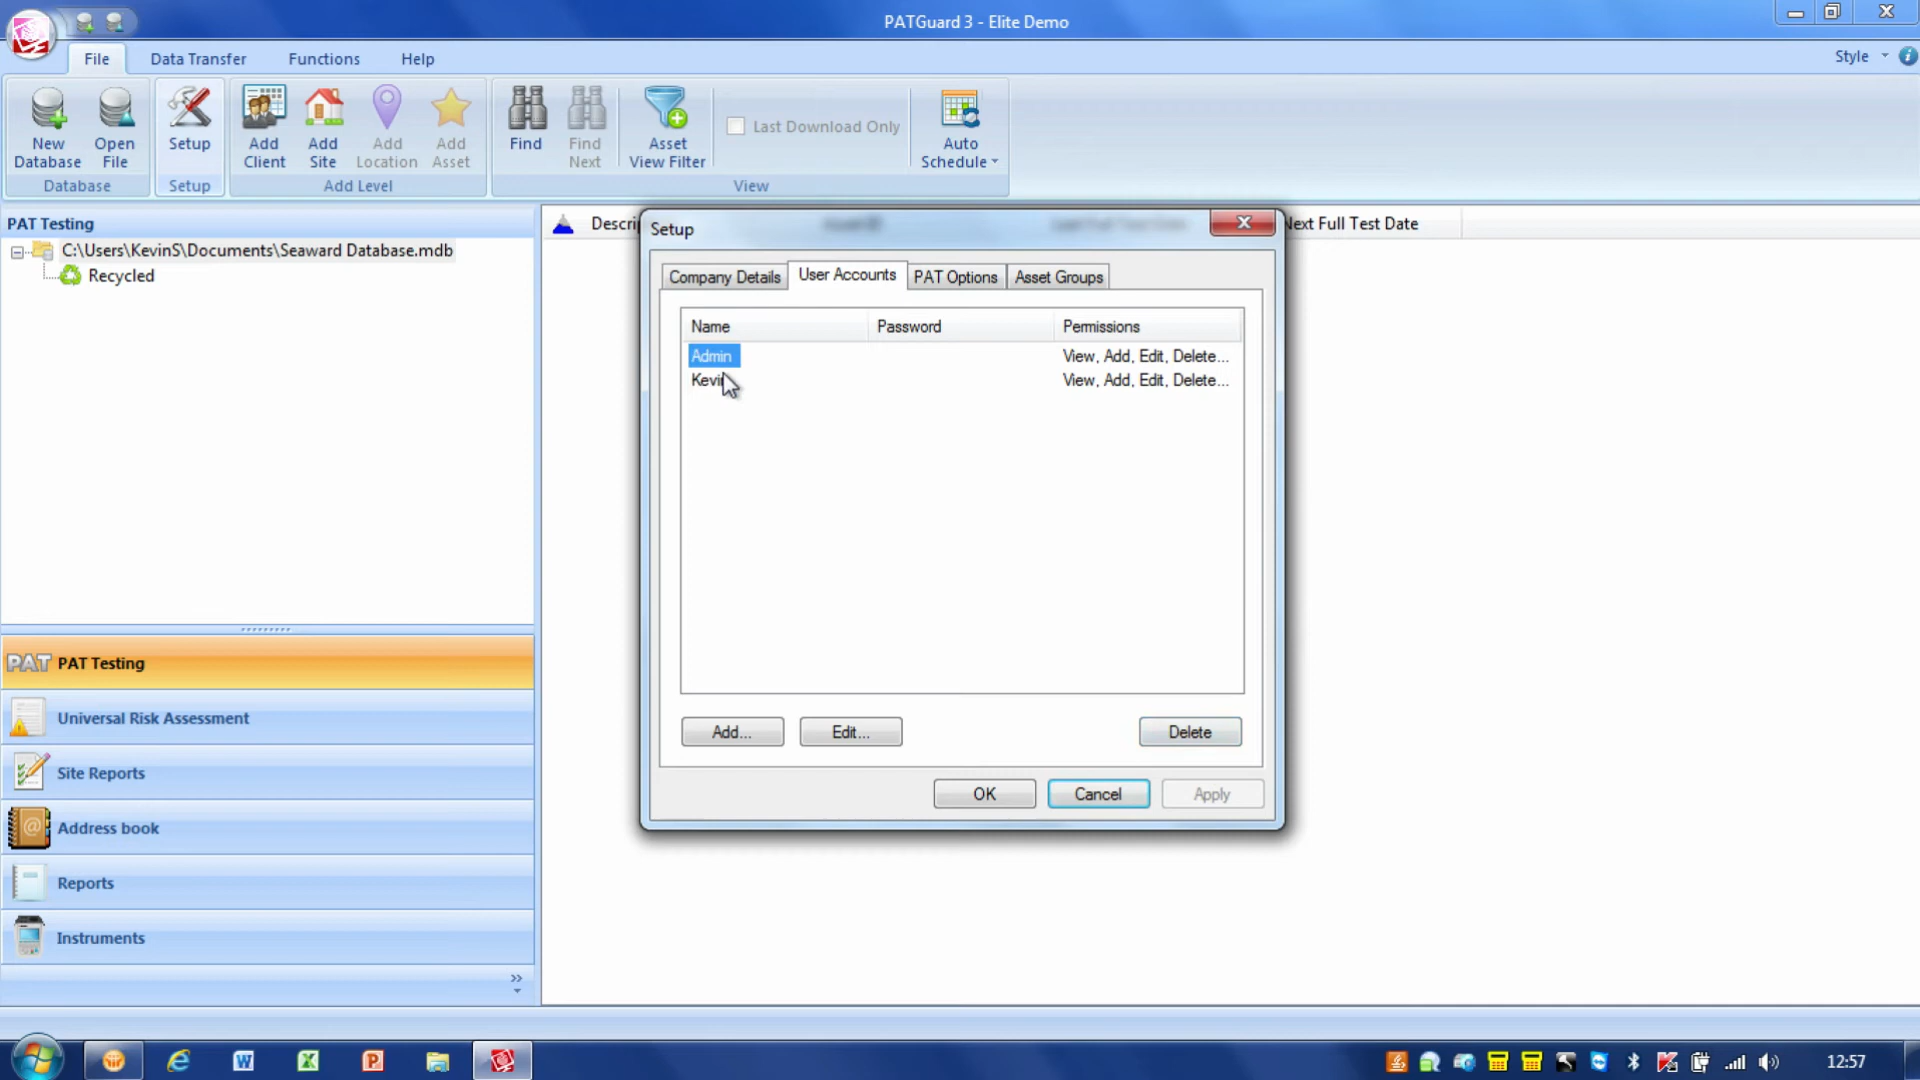 PATGuard 3 - Elite Demo
File Data Transfer Functions Help Style
New Database Open File Setup Add Client Add Site Add Location Add Asset Find Find Next Asset View Filter Last Download Only Auto Schedule
Database Setup Add Level View
PAT Testing
C:\Users\KevinS\Documents\Seaward Database.mdb
Recycled
Next Full Test Date
Setup
Company Details User Accounts PAT Options Asset Groups
Name Password Permissions
Admin View, Add, Edit, Delete...
Kevin View, Add, Edit, Delete...
Add... Edit... Delete
OK Cancel Apply
PAT PAT Testing
Universal Risk Assessment
Site Reports
Address book
Reports
Instruments
12:57